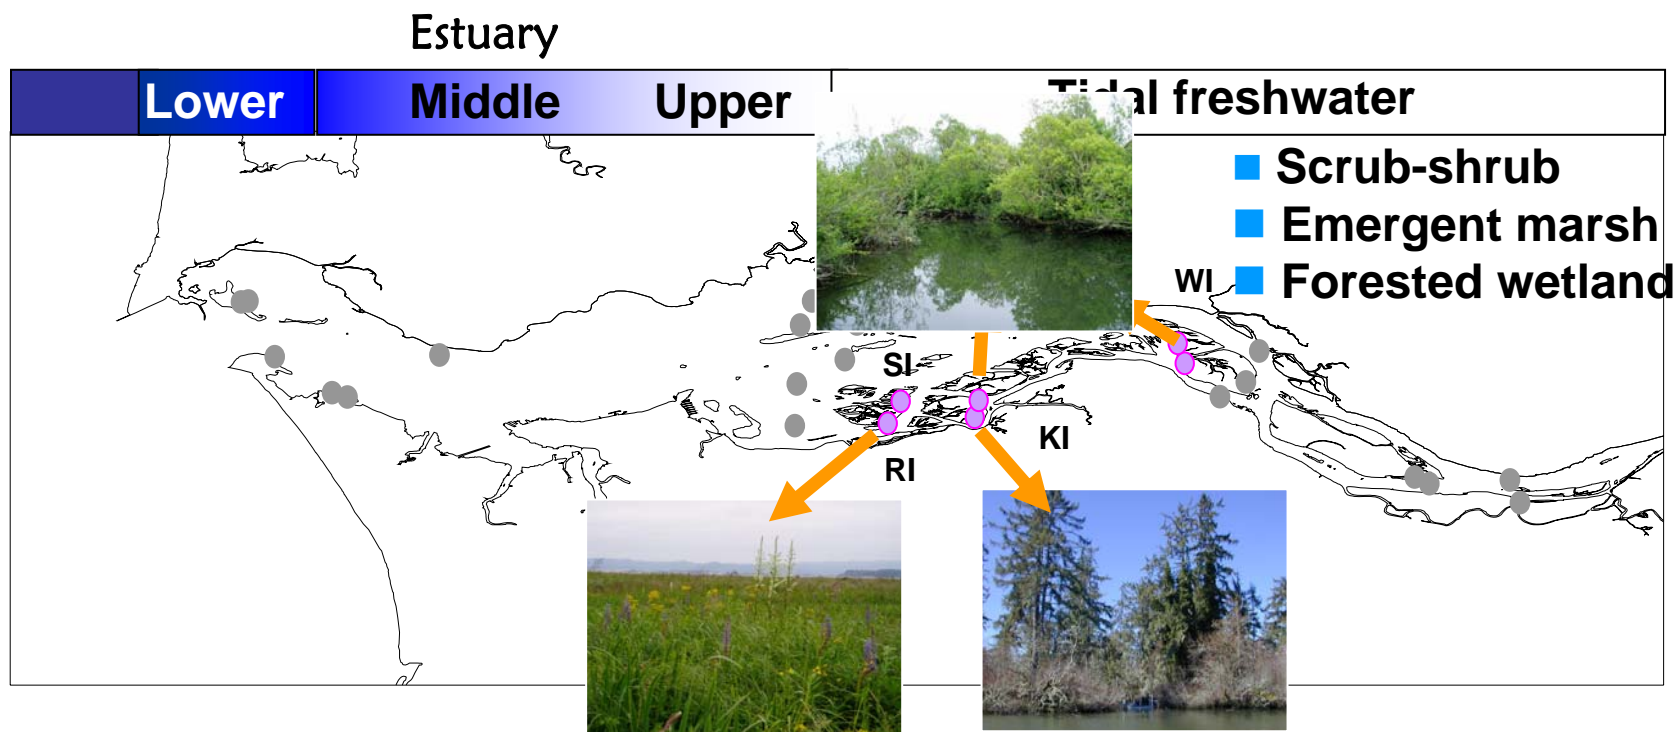 Estuary
Lower Middle Upper Tidal freshwater
Scrub-shrub
Emergent marsh
Forested wetland
WI
SI
KI
RI